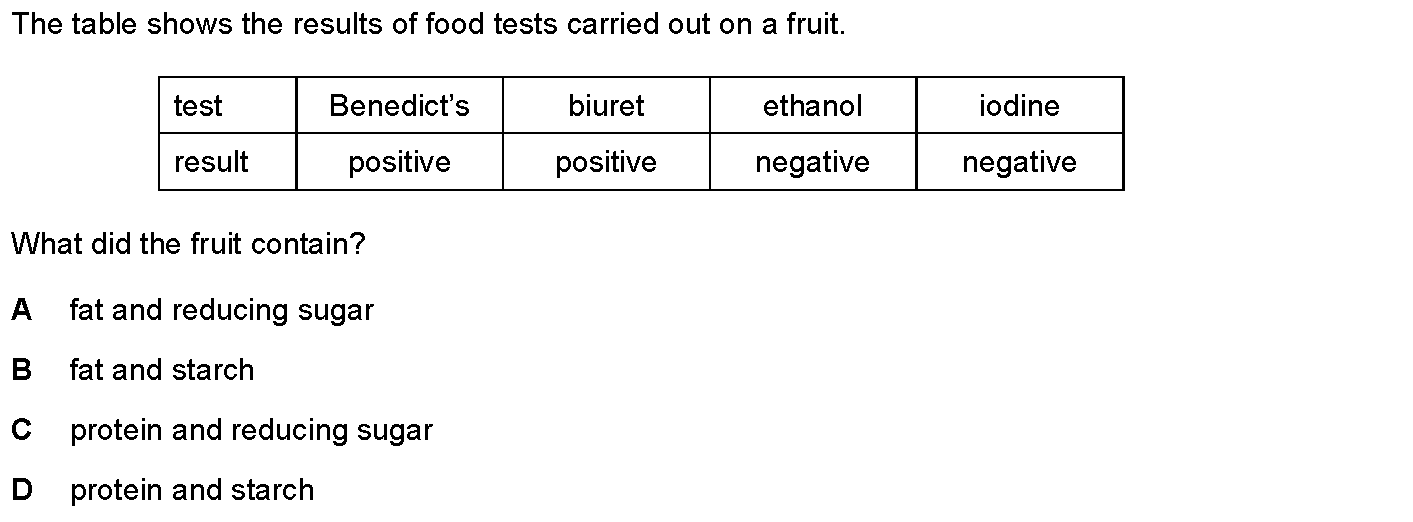 The table shows the results of food tests carried out on a fruit.
test Benedict’s biuret ethanol iodine
result positive positive negative negative
What did the fruit contain?
A fat and reducing sugar
B fat and starch
C protein and reducing sugar
D protein and starch